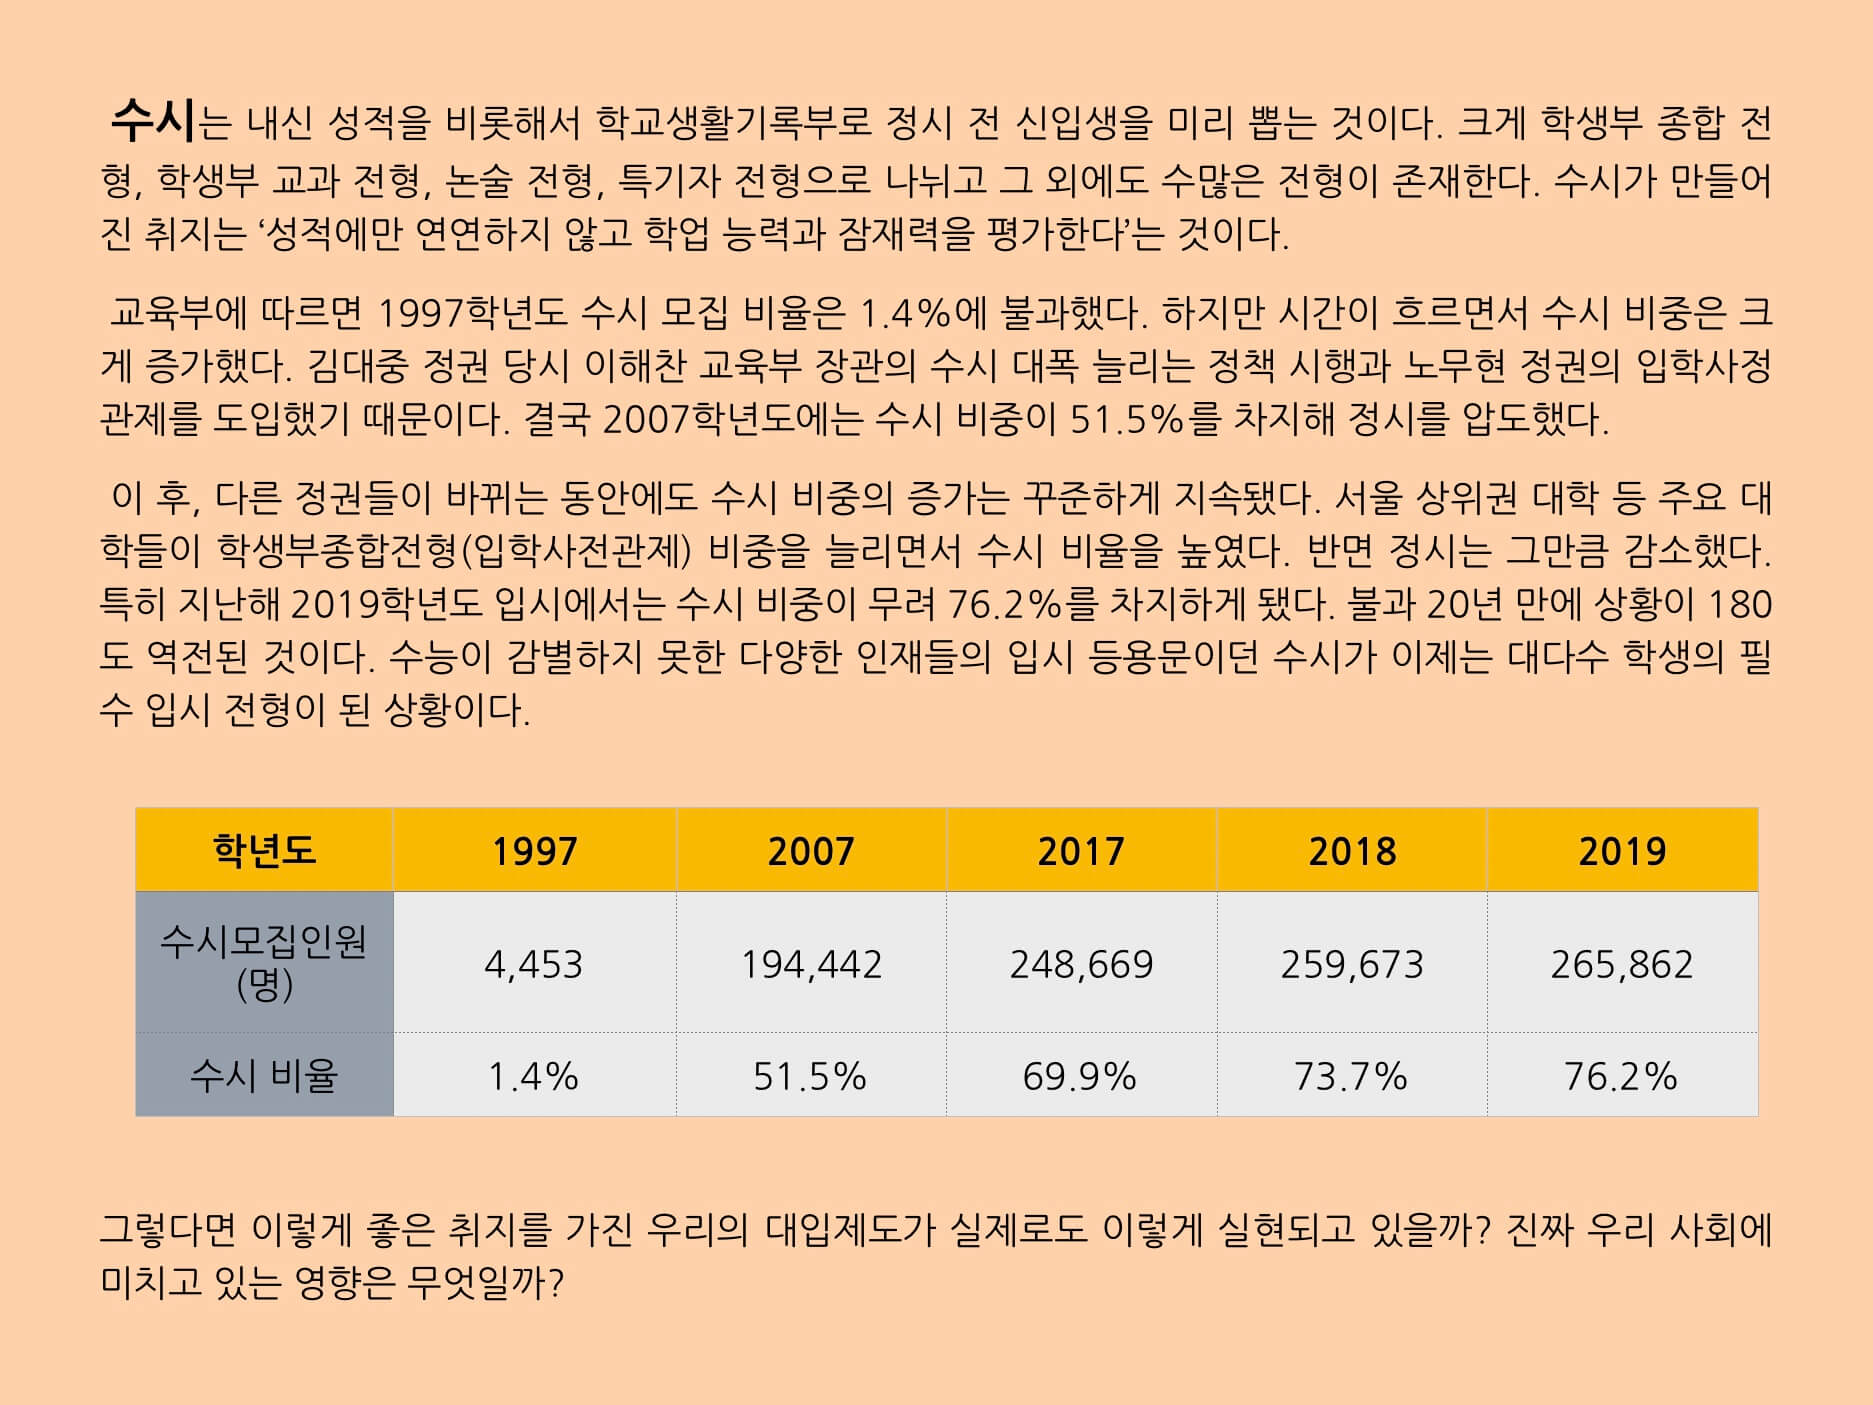 수시는 내신 성적을 비롯해서 학교생활기록부로 정시 전 신입생을 미리 뽑는 것이다. 크게 학생부 종합 전
형, 학생부 교과 전형, 논술 전형, 특기자 전형으로 나뉘고 그 외에도 수많은 전형이 존재한다. 수시가 만들어
진 취지는 ‘성적에만 연연하지 않고 학업 능력과 잠재력을 평가한다’는 것이다.
교육부에 따르면 1997학년도 수시 모집 비율은 1.4%에 불과했다. 하지만 시간이 흐르면서 수시 비중은 크
게 증가했다. 김대중 정권 당시 이해찬 교육부 장관의 수시 대폭 늘리는 정책 시행과 노무현 정권의 입학사정
관제를 도입했기 때문이다. 결국 2007학년도에는 수시 비중이 51.5%를 차지해 정시를 압도했다.
이 후, 다른 정권들이 바뀌는 동안에도 수시 비중의 증가는 꾸준하게 지속됐다. 서울 상위권 대학 등 주요 대
학들이 학생부종합전형(입학사전관제) 비중을 늘리면서 수시 비율을 높였다. 반면 정시는 그만큼 감소했다.
특히 지난해 2019학년도 입시에서는 수시 비중이 무려 76.2%를 차지하게 됐다. 불과 20년 만에 상황이 180
도 역전된 것이다. 수능이 감별하지 못한 다양한 인재들의 입시 등용문이던 수시가 이제는 대다수 학생의 필
수 입시 전형이 된 상황이다.
학년도 1997 2007 2017 2018 2019
수시모집인원
(명) 4,453 194,442 248,669 259,673 265,862
수시 비율 1.4% 51.5% 69.9% 73.7% 76.2%
그렇다면 이렇게 좋은 취지를 가진 우리의 대입제도가 실제로도 이렇게 실현되고 있을까? 진짜 우리 사회에
미치고 있는 영향은 무엇일까?